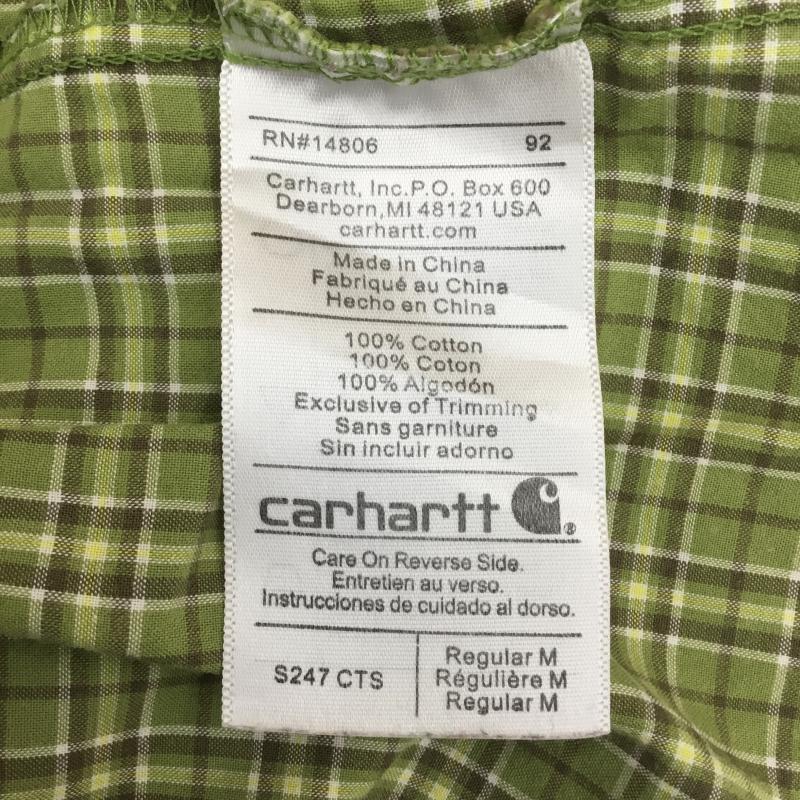 RN#14806 92
Carhartt, Inc.P.O. Box 600
Dearborn,MI 48121 USA
carhartt.com
Made in China
Fabriqué au China
Hecho en China
100% Cotton
100% Coton
100% Algodón
Exclusive of Trimming
Sans garniture
Sin incluir adorno
carhartt ®
Care On Reverse Side.
Entretien au verso.
Instrucciones de cuidado al dorso.
S247 CTS
Regular M
Régulière M
Regular M